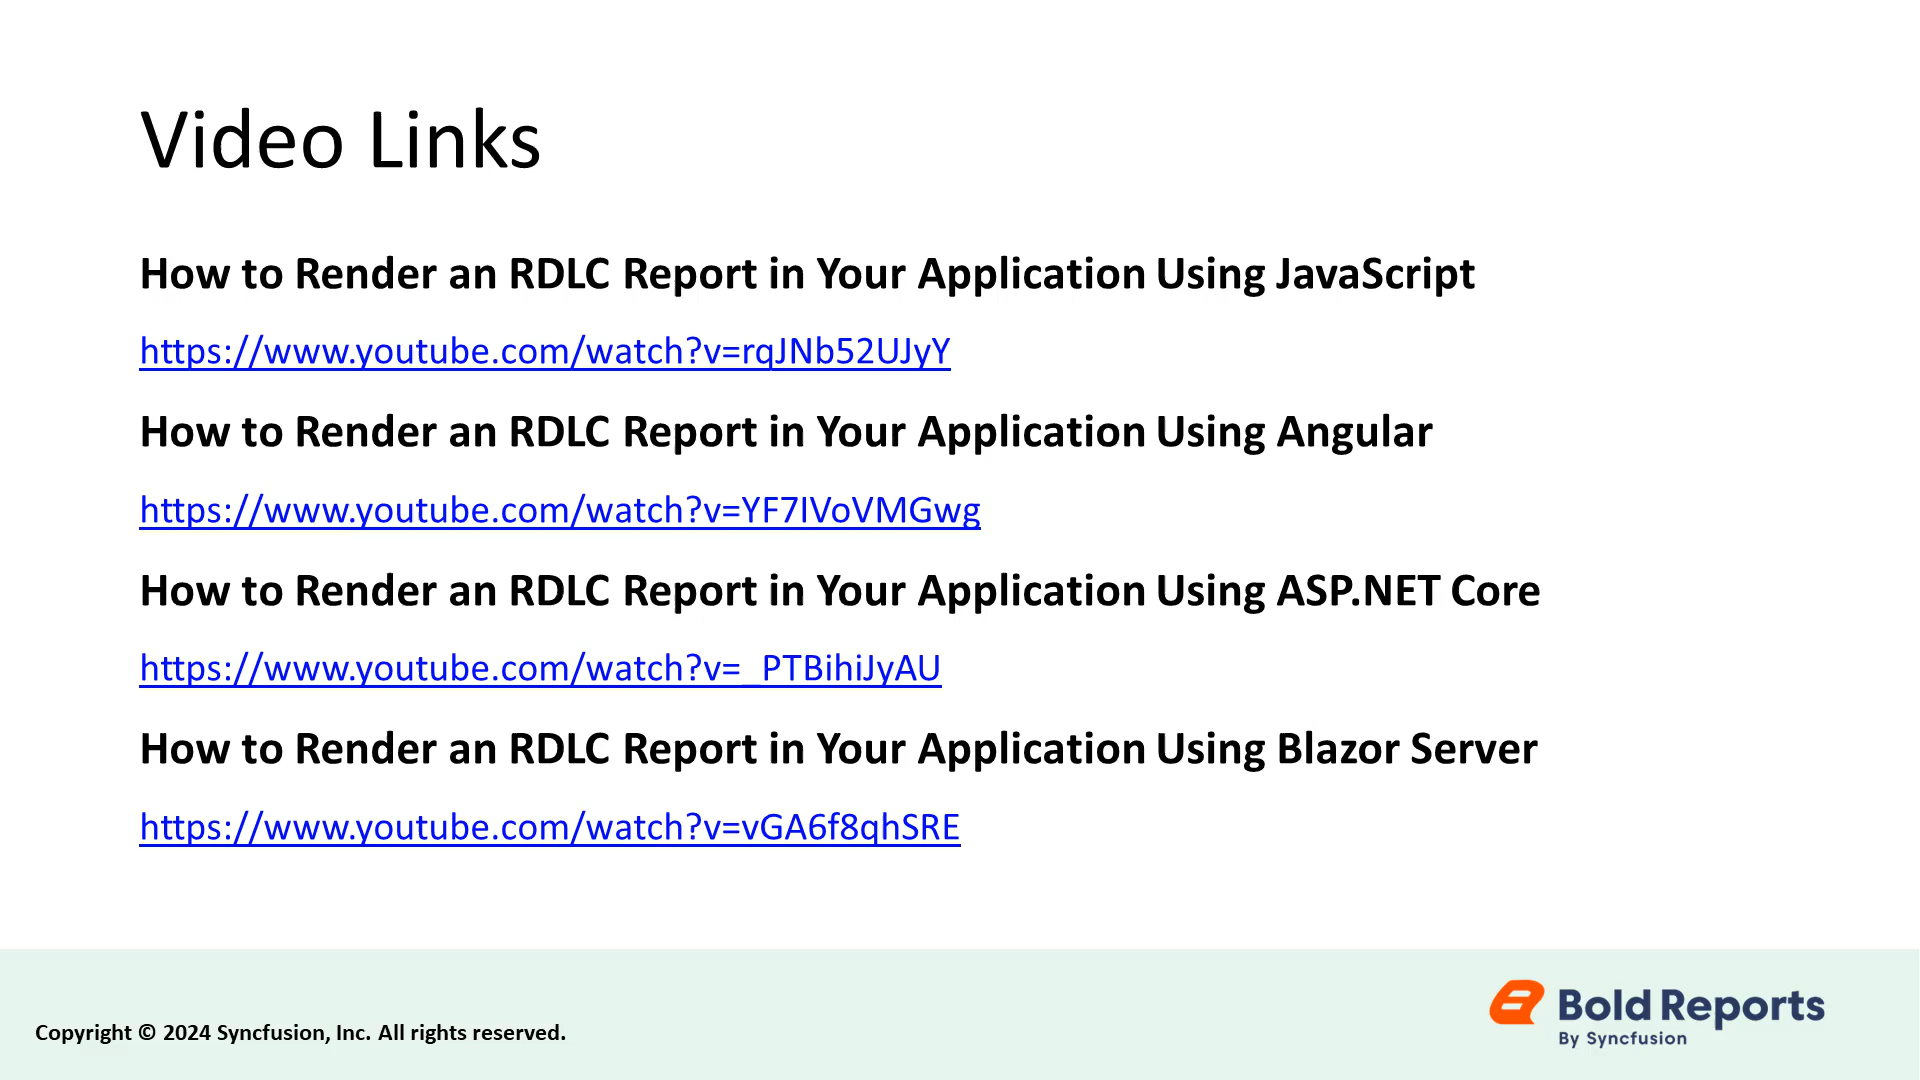 Video Links
How to Render an RDLC Report in Your Application Using JavaScript
https://www.youtube.com/watch?v=rqJNb52UJyY
How to Render an RDLC Report in Your Application Using Angular
https://www.youtube.com/watch?v=YF7IVoVMGwg
How to Render an RDLC Report in Your Application Using ASP.NET Core
https://www.youtube.com/watch?v=_PTBihiJyAU
How to Render an RDLC Report in Your Application Using Blazor Server
https://www.youtube.com/watch?v=vGA6f8qhSRE
Copyright © 2024 Syncfusion, Inc. All rights reserved.
Bold Reports
By Syncfusion